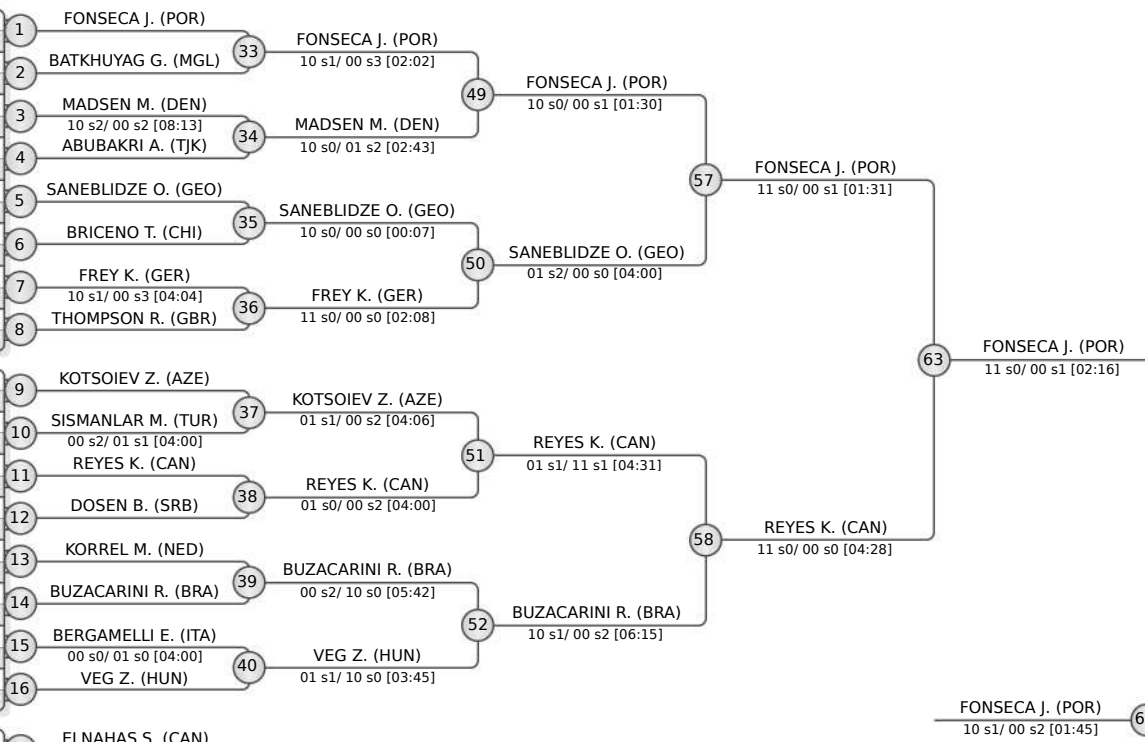 1
FONSECA J. (POR)
2
BATKHUYAG G. (MGL)
33
FONSECA J. (POR)
10 s1/ 00 s3 [02:02]
3
MADSEN M. (DEN)
10 s2/ 00 s2 [08:13]
4
ABUBAKRI A. (TJK)
34
MADSEN M. (DEN)
10 s0/ 01 s2 [02:43]
49
FONSECA J. (POR)
10 s0/ 00 s1 [01:30]
5
SANEBLIDZE O. (GEO)
6
BRICENO T. (CHI)
35
SANEBLIDZE O. (GEO)
10 s0/ 00 s0 [00:07]
7
FREY K. (GER)
10 s1/ 00 s3 [04:04]
8
THOMPSON R. (GBR)
36
FREY K. (GER)
11 s0/ 00 s0 [02:08]
50
SANEBLIDZE O. (GEO)
01 s2/ 00 s0 [04:00]
57
FONSECA J. (POR)
11 s0/ 00 s1 [01:31]
9
KOTSOIEV Z. (AZE)
10
SISMANLAR M. (TUR)
00 s2/ 01 s1 [04:00]
37
KOTSOIEV Z. (AZE)
01 s1/ 00 s2 [04:06]
11
REYES K. (CAN)
12
DOSEN B. (SRB)
38
REYES K. (CAN)
01 s0/ 00 s2 [04:00]
51
REYES K. (CAN)
01 s1/ 11 s1 [04:31]
13
KORREL M. (NED)
14
BUZACARINI R. (BRA)
39
BUZACARINI R. (BRA)
00 s2/ 10 s0 [05:42]
15
BERGAMELLI E. (ITA)
00 s0/ 01 s0 [04:00]
16
VEG Z. (HUN)
40
VEG Z. (HUN)
01 s1/ 10 s0 [03:45]
52
BUZACARINI R. (BRA)
10 s1/ 00 s2 [06:15]
58
REYES K. (CAN)
11 s0/ 00 s0 [04:28]
63
FONSECA J. (POR)
11 s0/ 00 s1 [02:16]
FONSECA J. (POR)
10 s1/ 00 s2 [01:45]
6
ELNAHAS S. (CAN)